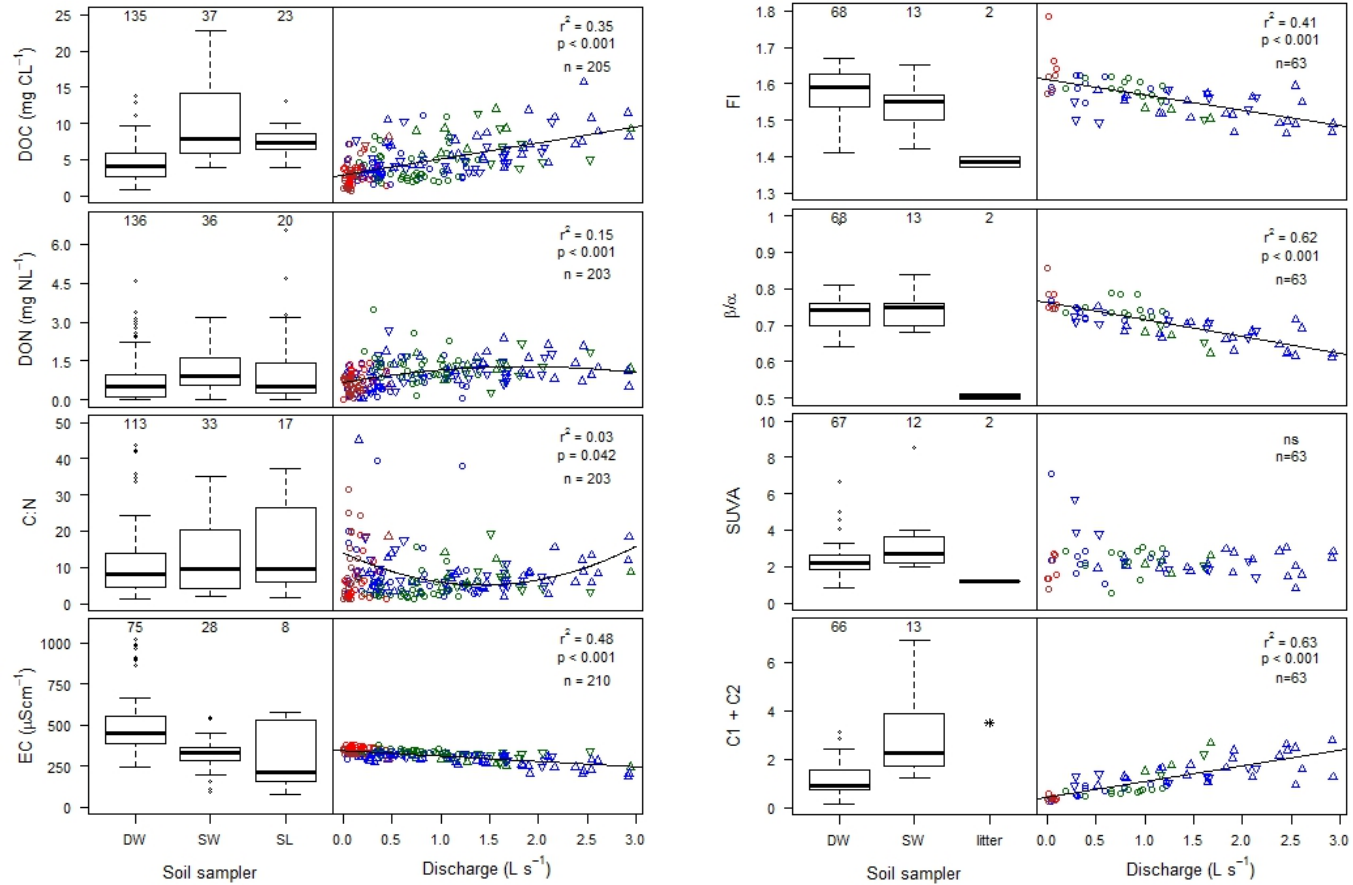 135 37 23
25
20
15
10
5
0
DOC (mg CL⁻¹)
r² = 0.35
p < 0.001
n = 205
136 36 20
6.0
4.5
3.0
1.5
0.0
DON (mg NL⁻¹)
r² = 0.15
p < 0.001
n = 203
113 33 17
50
40
30
20
10
0
C:N
r² = 0.03
p = 0.042
n = 203
75 28 8
1000
750
500
250
0
EC (µScm⁻¹)
r² = 0.48
p < 0.001
n = 210
DW SW SL
0.0 0.5 1.0 1.5 2.0 2.5 3.0
Soil sampler
Discharge (L s⁻¹)
68 13 2
1.8
1.7
1.6
1.5
1.4
1.3
FI
r² = 0.41
p < 0.001
n=63
68 13 2
1
0.9
0.8
0.7
0.6
0.5
β/α
r² = 0.62
p < 0.001
n=63
67 12 2
10
8
6
4
2
0
SUVA
ns
n=63
66 13
6
4
2
0
C1 + C2
r² = 0.63
p < 0.001
n=63
DW SW litter
0.0 0.5 1.0 1.5 2.0 2.5 3.0
Soil sampler
Discharge (L s⁻¹)